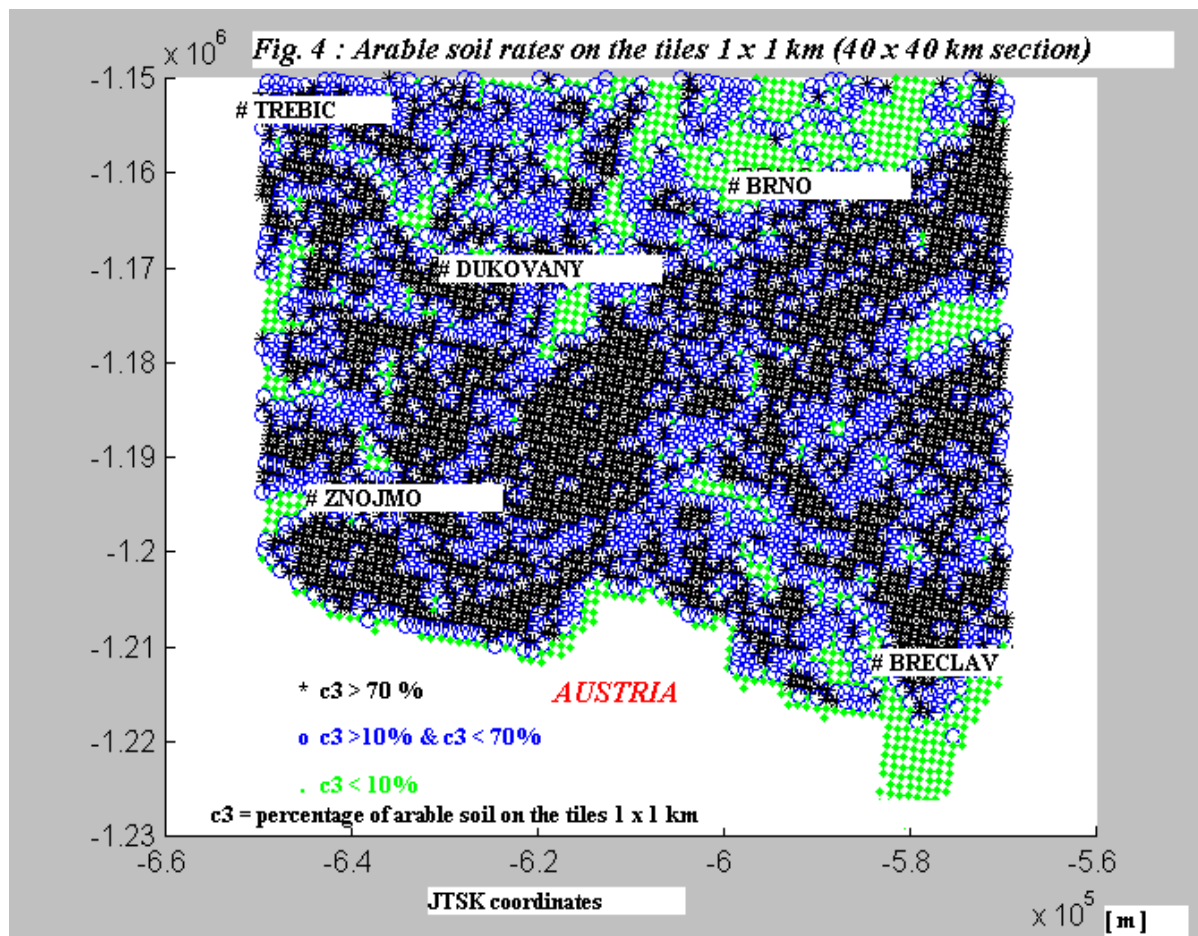 Fig. 4 : Arable soil rates on the tiles 1 x 1 km (40 x 40 km section)
x 10^6
-1.15
# TREBIC
-1.16
# BRNO
-1.17
# DUKOVANY
-1.18
-1.19
# ZNOJMO
-1.2
-1.21
# BRECLAV
* c3 > 70 %
AUSTRIA
-1.22
o c3 >10% & c3 < 70%
. c3 < 10%
c3 = percentage of arable soil on the tiles 1 x 1 km
-1.23
-6.6 -6.4 -6.2 -6 -5.8 -5.6
JTSK coordinates
x 10^5 [ m ]